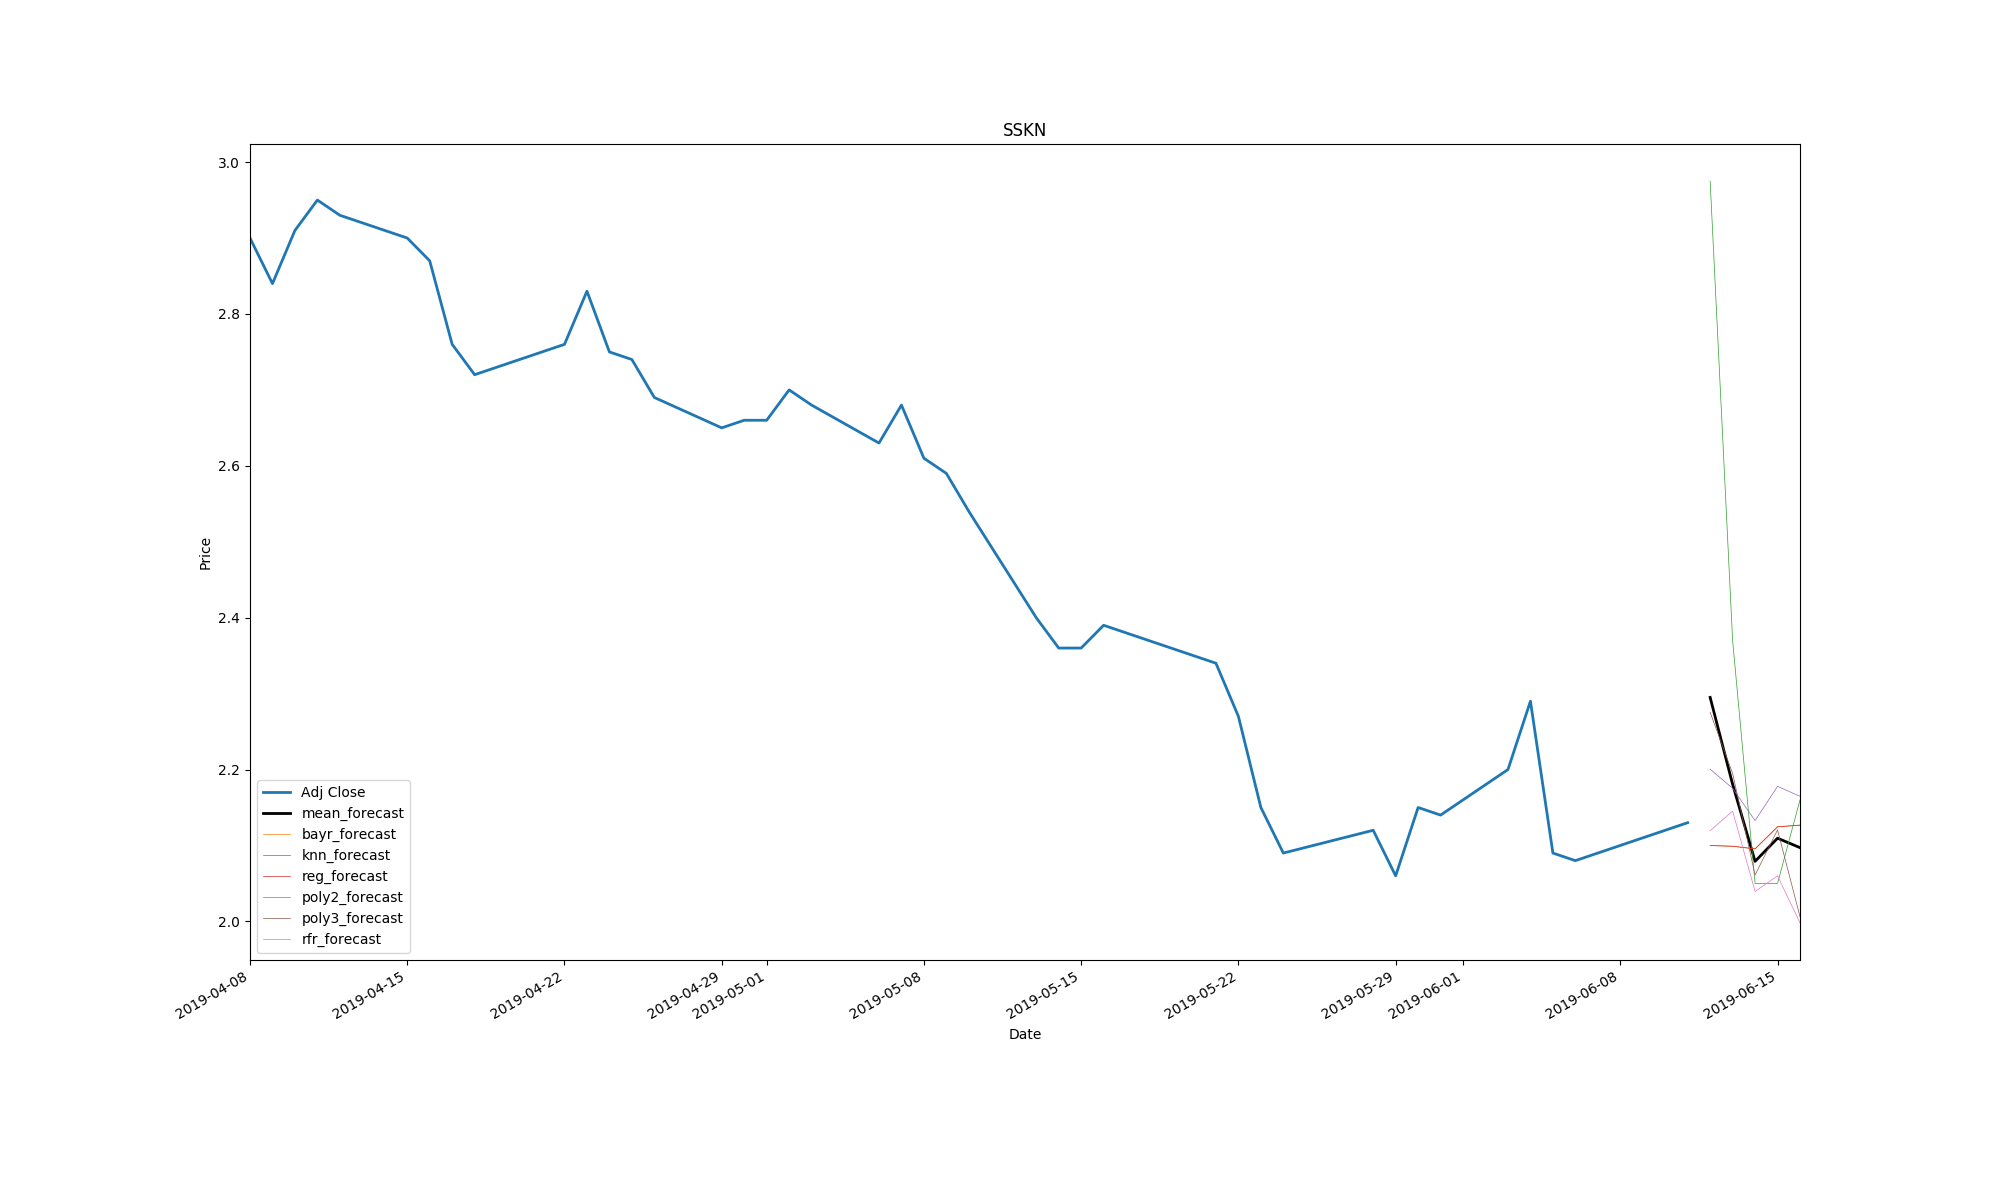 SSKN
3.0
2.8
2.6
2.4
2.2
2.0
Price
Adj Close
mean_forecast
bayr_forecast
knn_forecast
reg_forecast
poly2_forecast
poly3_forecast
rfr_forecast
2019-04-08
2019-04-15
2019-04-22
2019-04-29
2019-05-01
2019-05-08
2019-05-15
2019-05-22
2019-05-29
2019-06-01
2019-06-08
2019-06-15
Date